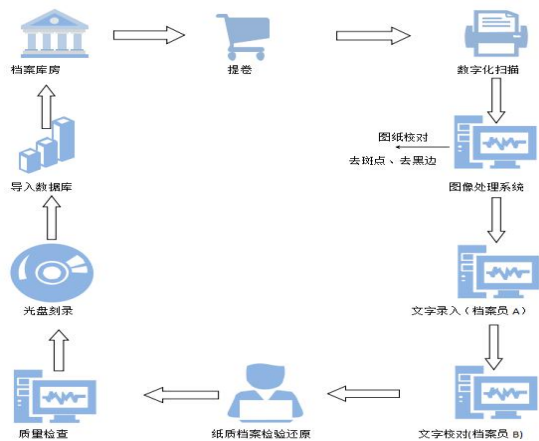 档案库房
提卷
数字化扫描
图纸校对
去斑点、去黑边
导入数据库
图像处理系统
光盘刻录
文字录入（档案员A）
质量检查
纸质档案检验还原
文字校对(档案员B)